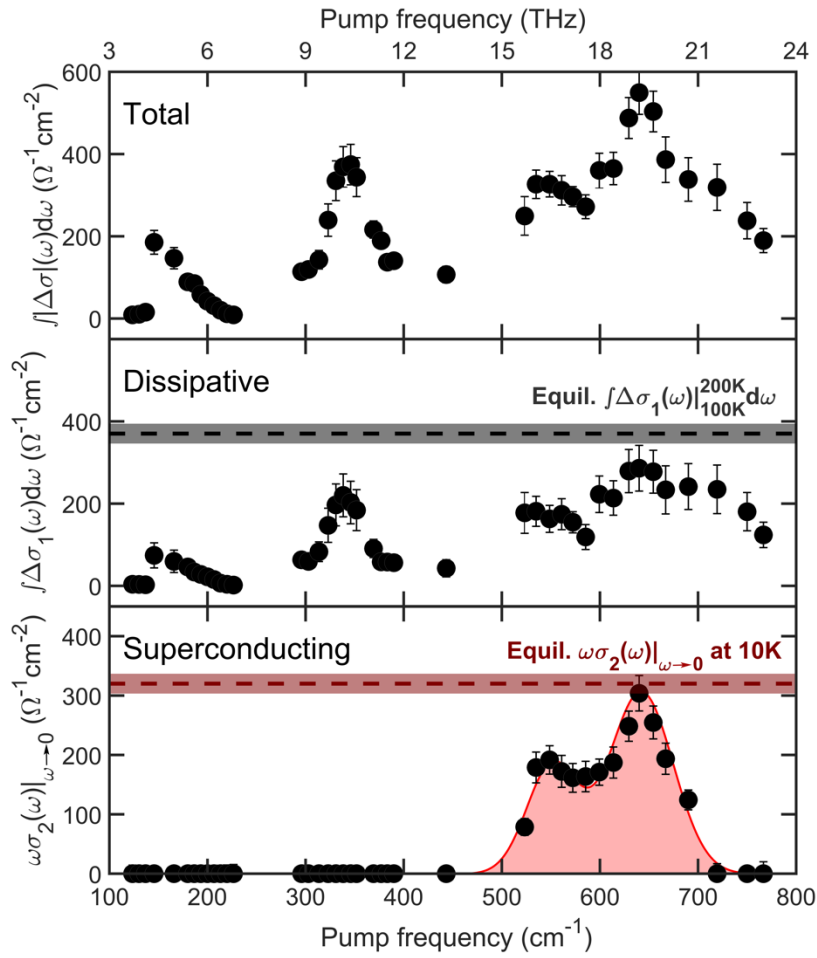 Pump frequency (THz)
3 6 9 12 15 18 21 24
600
400
200
0
∫|Δσ|(ω)dω (Ω⁻¹cm⁻²)
Total
400
200
0
∫Δσ₁(ω)dω (Ω⁻¹cm⁻²)
Dissipative
Equil. ∫Δσ₁(ω)|²⁰⁰ᴷ₁₀₀ᴋdω
400
300
200
100
0
ωσ₂(ω)|ω→0 (Ω⁻¹cm⁻²)
Superconducting
Equil. ωσ₂(ω)|ω→0 at 10K
100 200 300 400 500 600 700 800
Pump frequency (cm⁻¹)